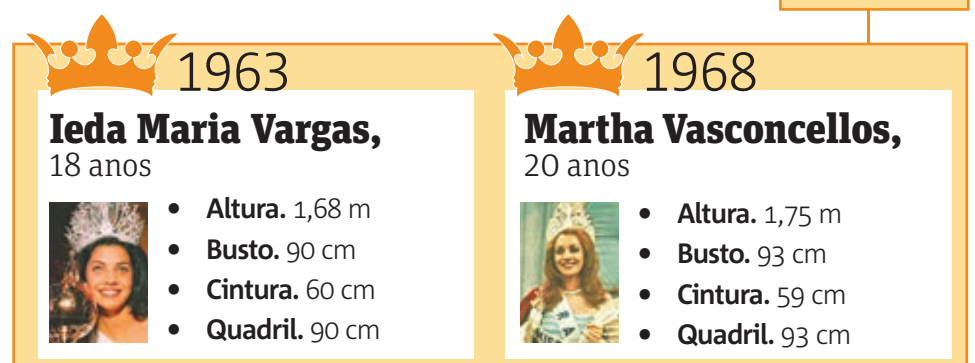 1963
Ieda Maria Vargas,
18 anos
• Altura. 1,68 m
• Busto. 90 cm
• Cintura. 60 cm
• Quadril. 90 cm
1968
Martha Vasconcellos,
20 anos
• Altura. 1,75 m
• Busto. 93 cm
• Cintura. 59 cm
• Quadril. 93 cm